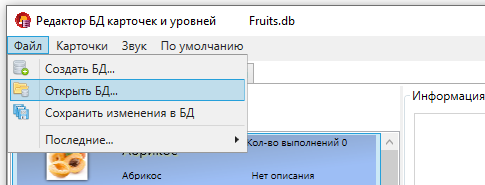 Редактор БД карточек и уровней Fruits.db
Файл Карточки Звук По умолчанию
Создать БД...
Открыть БД...
Сохранить изменения в БД
Последние...
Информация
Кол-во выполнений 0
Абрикос
Абрикос Нет описания